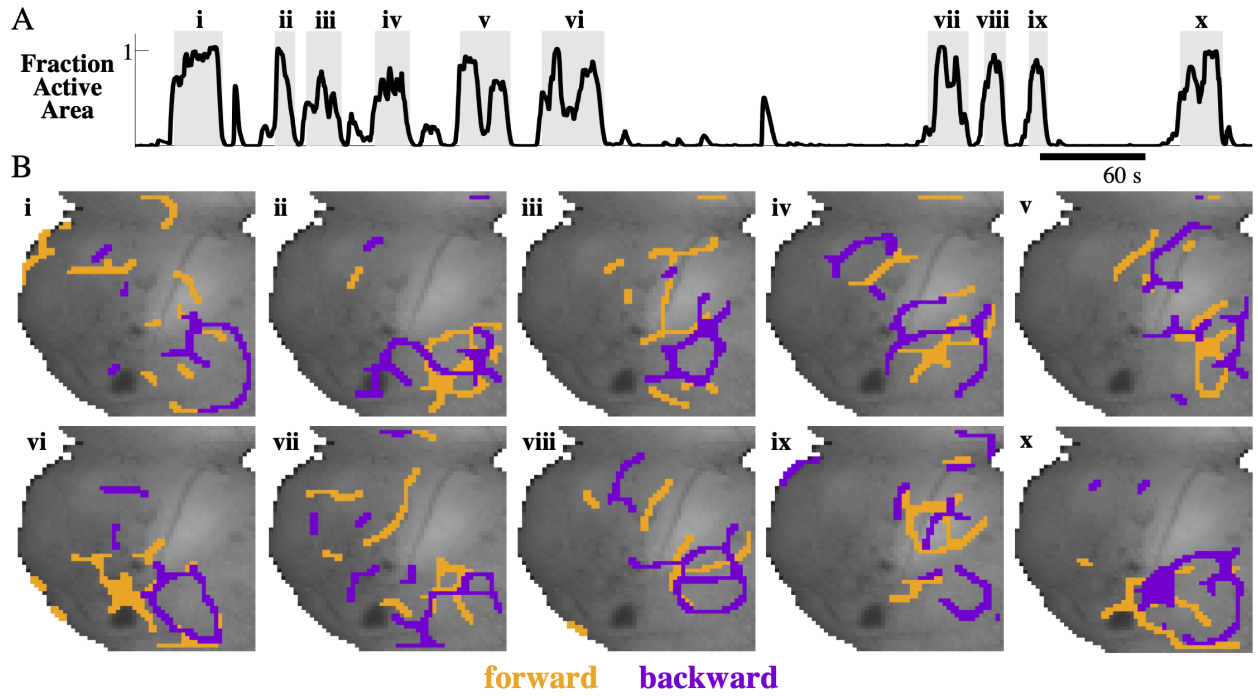 A
i ii iii iv v vi vii viii ix x
1
Fraction
Active
Area
60 s
B
i ii iii iv v
vi vii viii ix x
forward backward